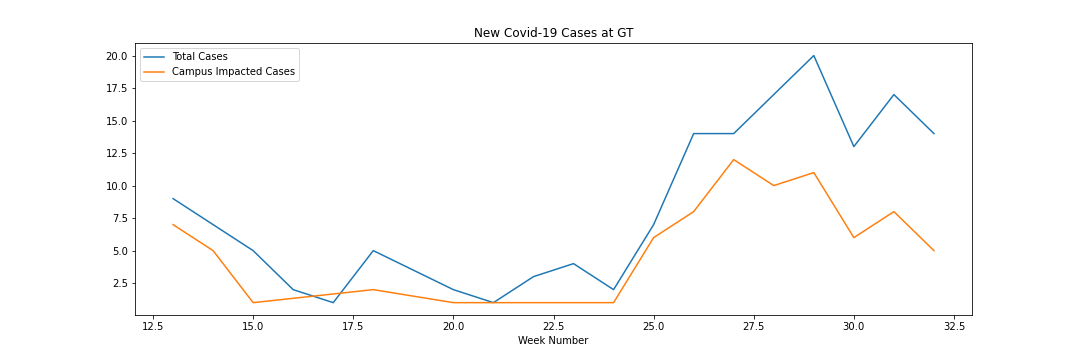 New Covid-19 Cases at GT
Total Cases
Campus Impacted Cases
20.0
17.5
15.0
12.5
10.0
7.5
5.0
2.5
12.5 15.0 17.5 20.0 22.5 25.0 27.5 30.0 32.5
Week Number